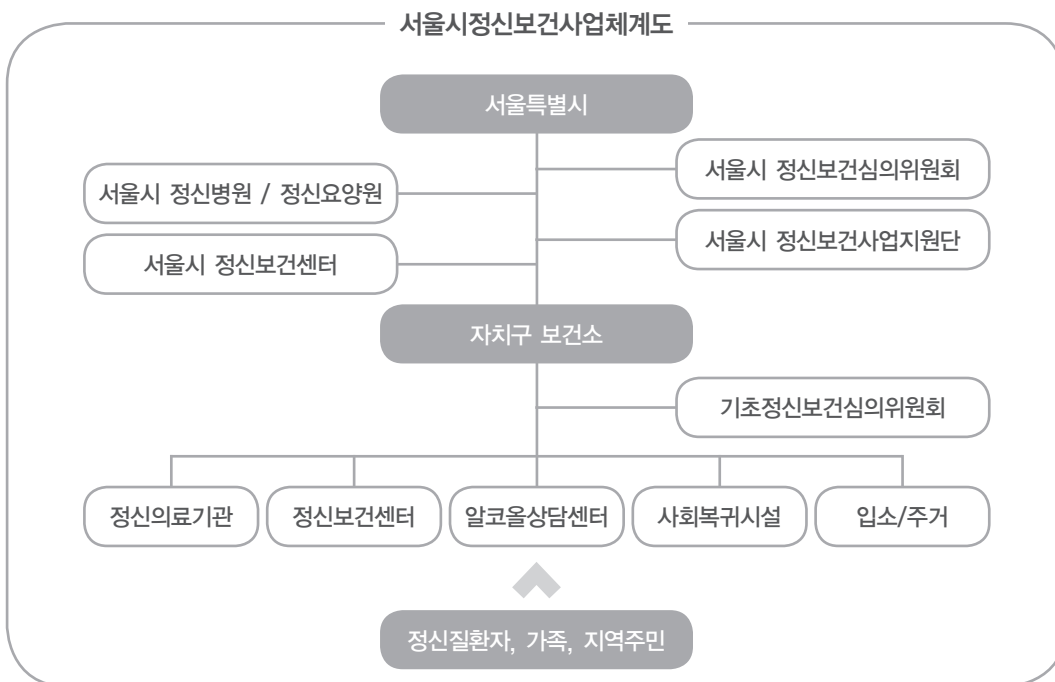 서울시정신보건사업체계도
서울특별시
서울시 정신보건심의위원회
서울시 정신병원 / 정신요양원
서울시 정신보건사업지원단
서울시 정신보건센터
자치구 보건소
기초정신보건심의위원회
정신의료기관
정신보건센터
알코올상담센터
사회복귀시설
입소/주거
정신질환자, 가족, 지역주민